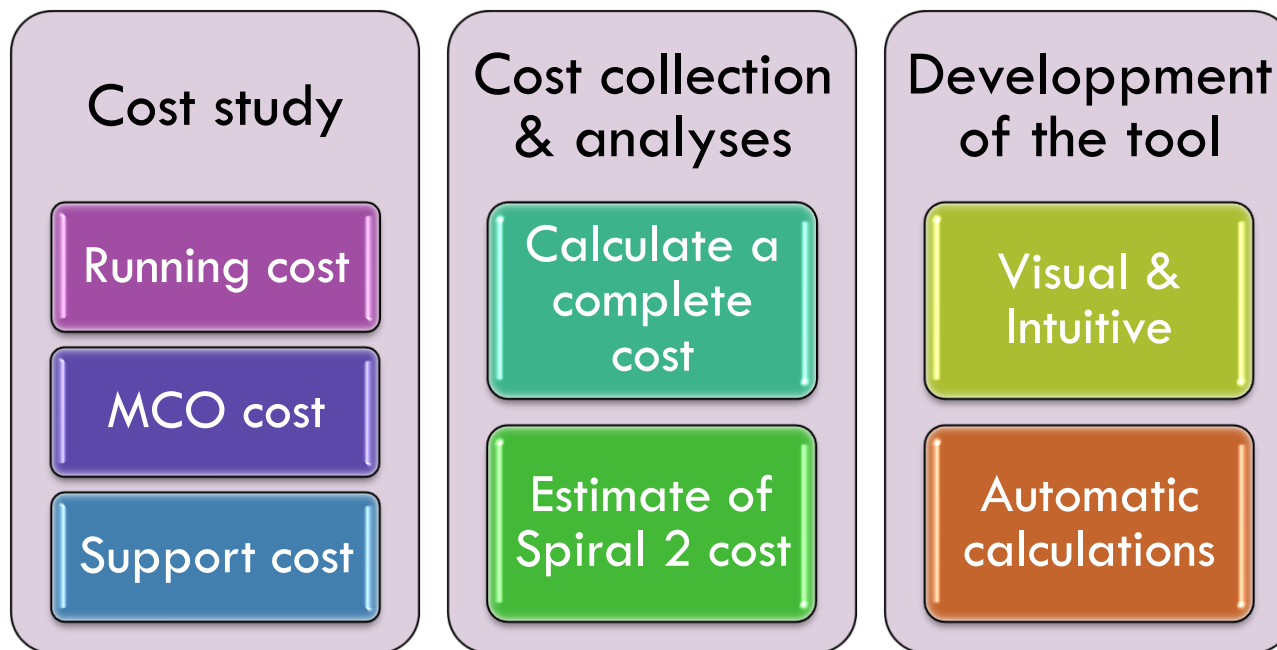 Cost study
Running cost
MCO cost
Support cost
Cost collection
& analyses
Calculate a
complete
cost
Estimate of
Spiral 2 cost
Developpment
of the tool
Visual &
Intuitive
Automatic
calculations